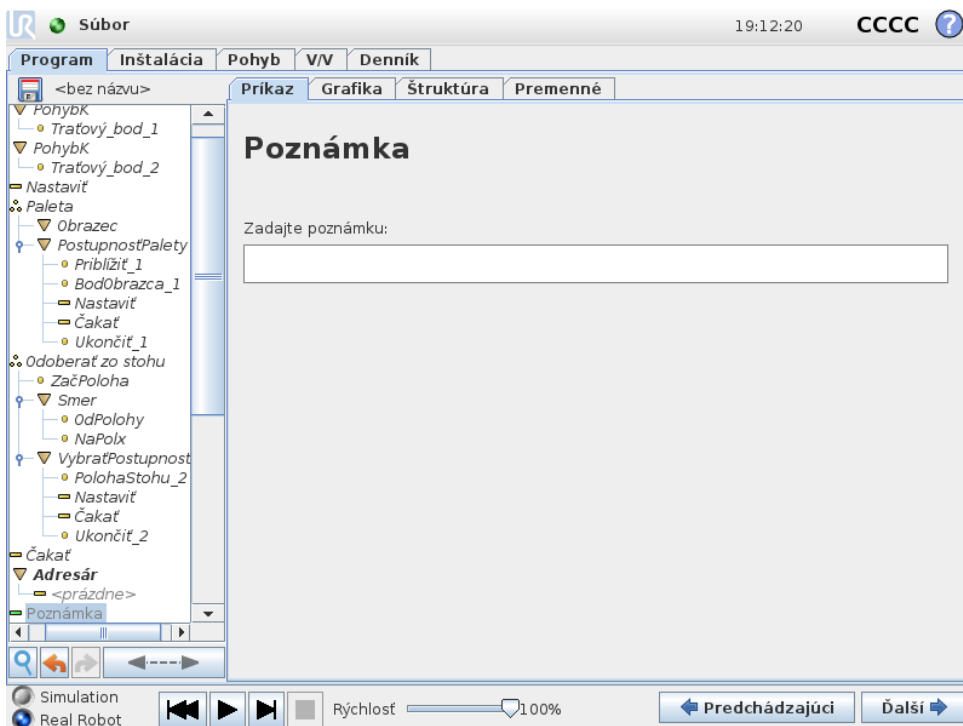 Súbor
19:12:20
CCCC
?
Program
Inštalácia
Pohyb
V/V
Denník
<bez názvu>
Príkaz
Grafika
Štruktúra
Premenné
PohybK
Traťový_bod_1
PohybK
Traťový_bod_2
Nastaviť
Paleta
Obrazec
PostupnosťPalety
Priblížiť_1
BodObrazca_1
Nastaviť
Čakať
Ukončiť_1
Odoberať zo stohu
ZačPoloha
Smer
OdPolohy
NaPolx
VybraťPostupnost
PolohaStohu_2
Nastaviť
Čakať
Ukončiť_2
Čakať
Adresár
<prázdne>
Poznámka
Poznámka
Zadajte poznámku:
Simulation
Real Robot
Rýchlosť
100%
Predchádzajúci
Ďalší